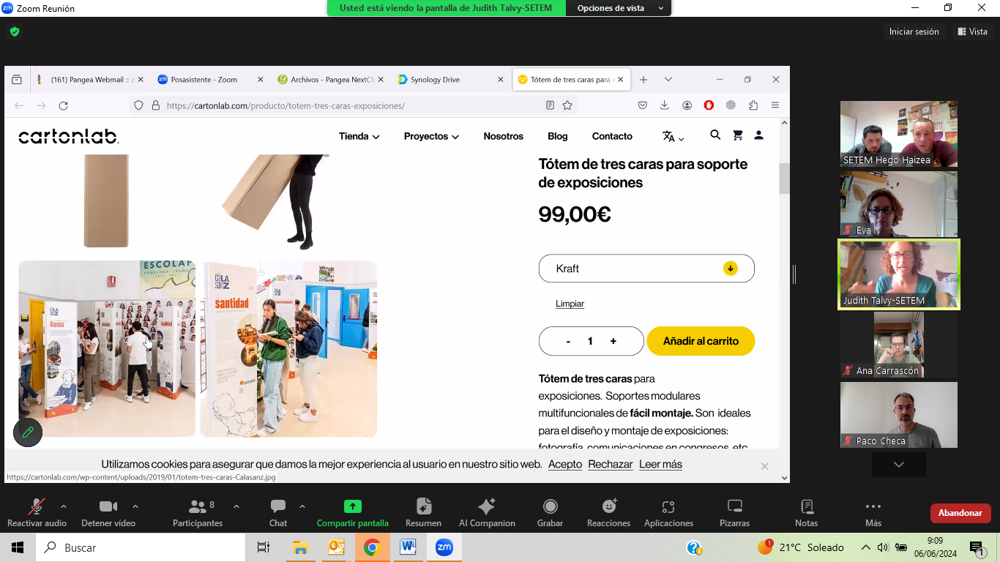 Zoom Reunión
Usted está viendo la pantalla de Judith Talvy-SETEM
Opciones de vista
Iniciar sesión
Vista
(161) Pangea Webmail ::
Posasistente - Zoom
Archivos - Pangea NextCl
Synology Drive
Tótem de tres caras para e
https://cartonlab.com/producto/totem-tres-caras-exposiciones/
cartonlab.
Tienda
Proyectos
Nosotros
Blog
Contacto
Tótem de tres caras para soporte
de exposiciones
99,00€
Kraft
Limpiar
- 1 +
Añadir al carrito
ESCOLAP
PAMPLONA
Roma
santidad
Tótem de tres caras para
exposiciones. Soportes modulares
multifuncionales de fácil montaje. Son ideales
para el diseño y montaje de exposiciones:
fotografía, comunicaciones en congresos, etc.
Utilizamos cookies para asegurar que damos la mejor experiencia al usuario en nuestro sitio web. Acepto Rechazar Leer más
https://cartonlab.com/wp-content/uploads/2019/01/totem-tres-caras-Calasanz.jpg
SETEM Hego Haizea
Eva
Judith Talvy-SETEM
Ana Carrascón
Paco Checa
Reactivar audio
Detener vídeo
Participantes
8
Chat
Compartir pantalla
Resumen
AI Companion
Grabar
Reacciones
Aplicaciones
Pizarras
Notas
Más
Abandonar
Buscar
zm
1
21°C Soleado
9:09
06/06/2024
1